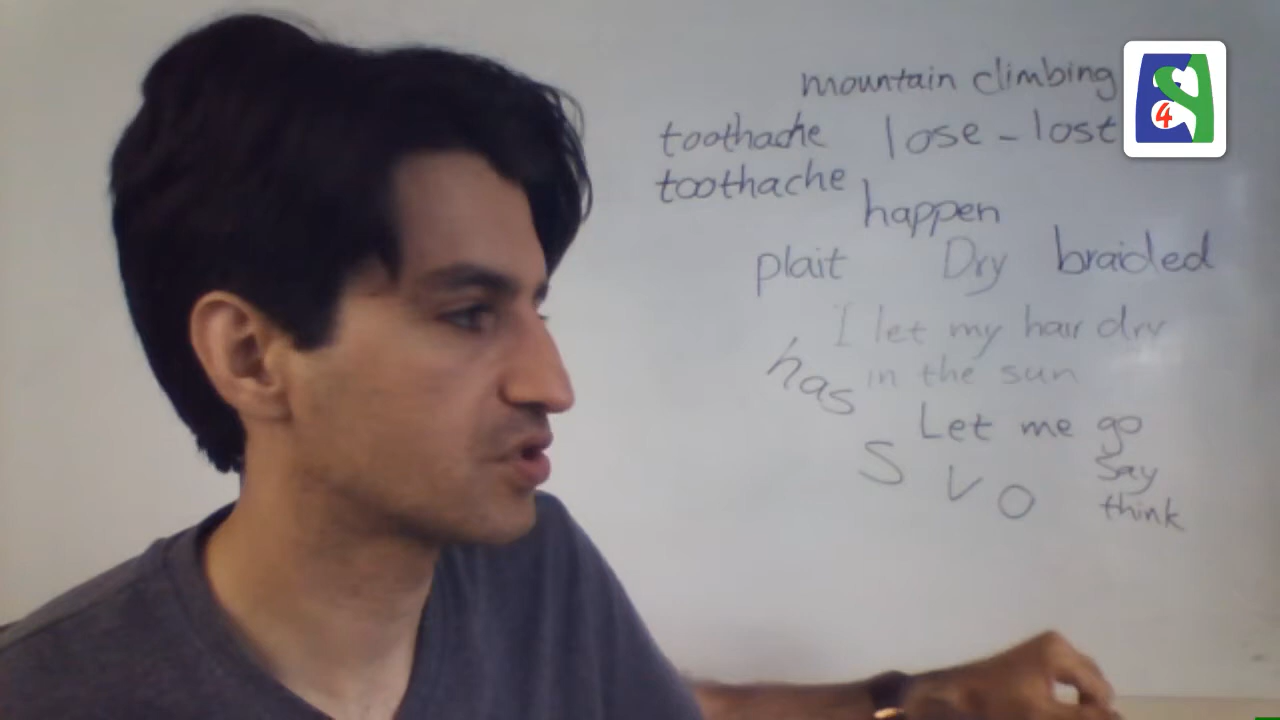 mountain climbing
4
toothache lose - lost
toothache
happen
plait Dry braided
I let my hair dry
has in the sun
Let me go
S V O say
think